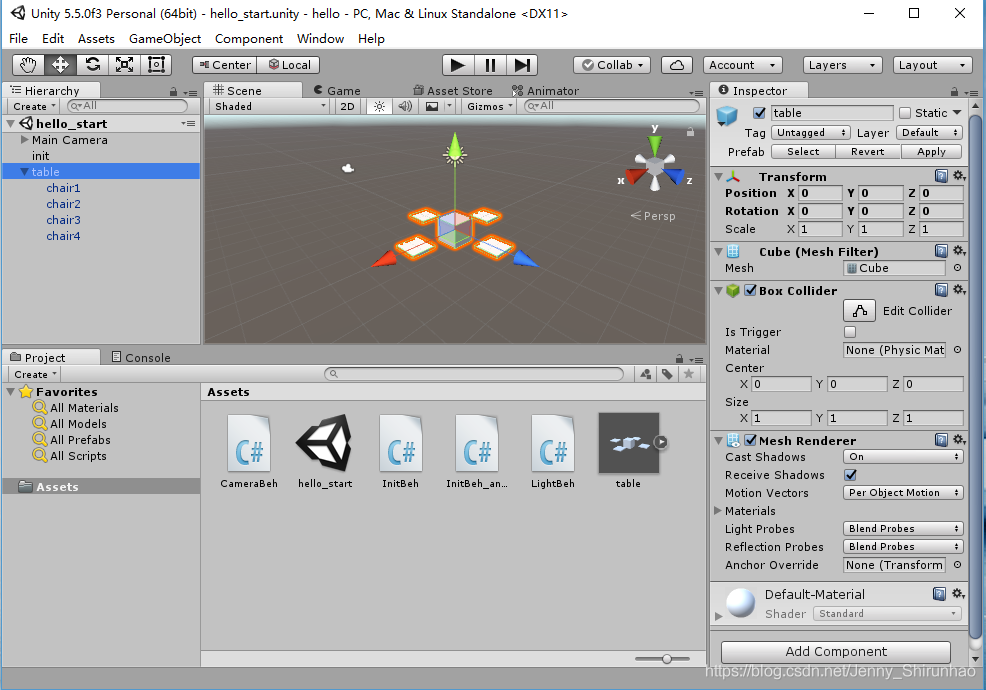 Unity 5.5.0f3 Personal (64bit) - hello_start.unity - hello - PC, Mac & Linux Standalone <DX11>
File Edit Assets GameObject Component Window Help
Center Local Collab Account Layers Layout
Hierarchy
Create All
hello_start
Main Camera
init
table
chair1
chair2
chair3
chair4
Scene Game Asset Store Animator
Shaded 2D Gizmos All
y
x z
Persp
Project Console
Create
Favorites
All Materials
All Models
All Prefabs
All Scripts
Assets
Assets
C# C# C# C#
CameraBeh hello_start InitBeh InitBeh_an... LightBeh table
Inspector
table Static
Tag Untagged Layer Default
Prefab Select Revert Apply
Transform
Position X 0 Y 0 Z 0
Rotation X 0 Y 0 Z 0
Scale X 1 Y 1 Z 1
Cube (Mesh Filter)
Mesh Cube
Box Collider
Edit Collider
Is Trigger
Material None (Physic Mat
Center
X 0 Y 0 Z 0
Size
X 1 Y 1 Z 1
Mesh Renderer
Cast Shadows On
Receive Shadows
Motion Vectors Per Object Motion
Materials
Light Probes Blend Probes
Reflection Probes Blend Probes
Anchor Override None (Transform
Default-Material
Shader Standard
Add Component
https://blog.csdn.net/Jenny_Shirunhao